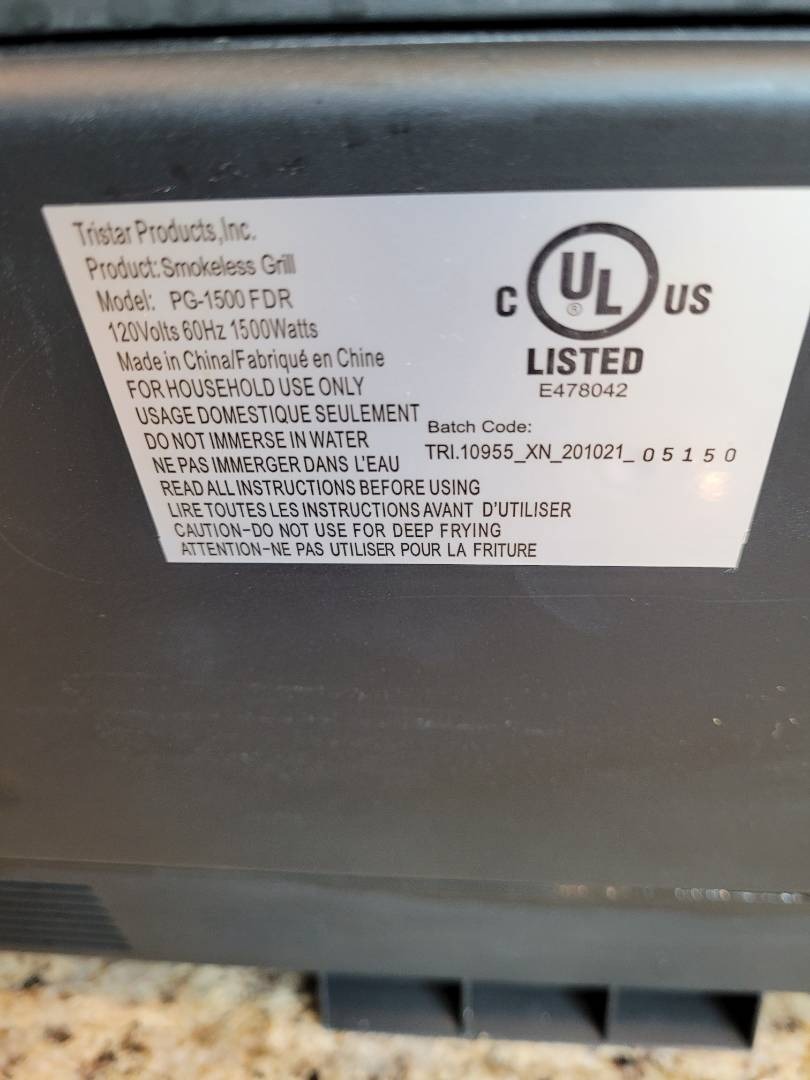 Tristar Products,Inc.
Product:Smokeless Grill
Model: PG-1500 FDR
120Volts 60Hz 1500Watts
Made in China/Fabriqué en Chine
FOR HOUSEHOLD USE ONLY
USAGE DOMESTIQUE SEULEMENT
DO NOT IMMERSE IN WATER
NE PAS IMMERGER DANS L'EAU
READ ALL INSTRUCTIONS BEFORE USING
LIRE TOUTES LES INSTRUCTIONS AVANT D'UTILISER
CAUTION-DO NOT USE FOR DEEP FRYING
ATTENTION-NE PAS UTILISER POUR LA FRITURE
C UL ® US
LISTED
E478042
Batch Code:
TRI.10955_XN_201021_05150